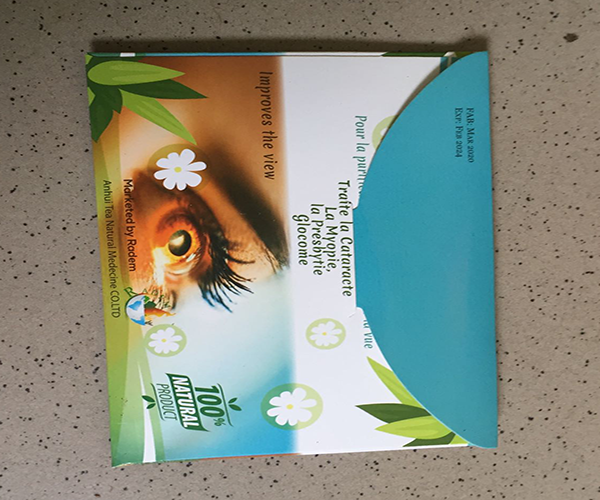 FAB: MAR 2020
EXP: FEB 2024
Improves the view
Pour la
Traite la Cataracte
La Myopie,
la Presbytie
Glocome
vue
Marketed by Radem
Anhui Tea Natural Medecine CO.LTD
100%
NATURAL
PRODUCT